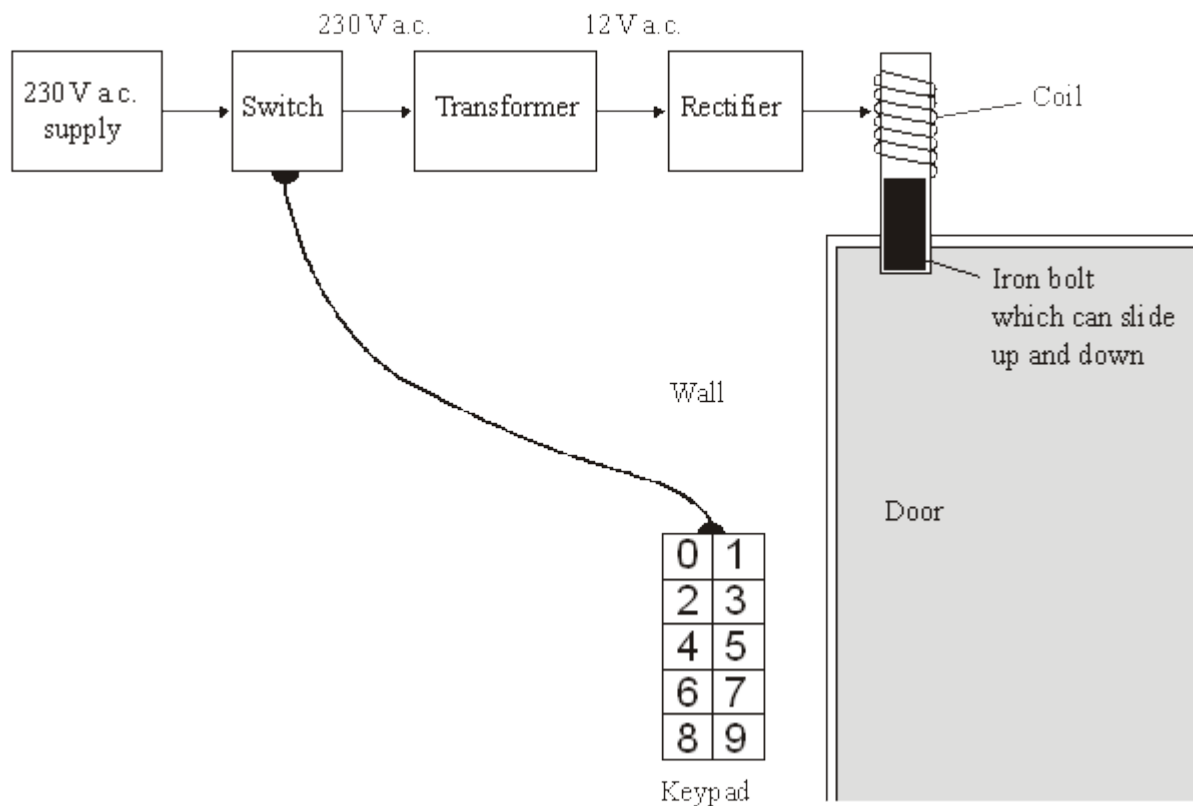 230 V a.c.
12 V a.c.
230 V a.c.
supply
Switch
Transformer
Rectifier
Coil
Iron bolt
which can slide
up and down
Wall
Door
0 1
2 3
4 5
6 7
8 9
Keypad